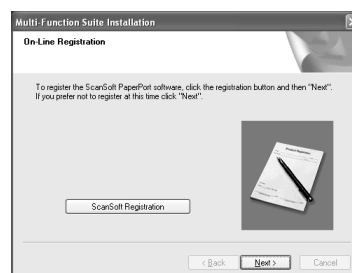 Multi-Function Suite Installation
On-Line Registration
To register the ScanSoft PaperPort software, click the registration button and then "Next".
If you prefer not to register at this time click "Next".
ScanSoft Registration
< Back
Next >
Cancel